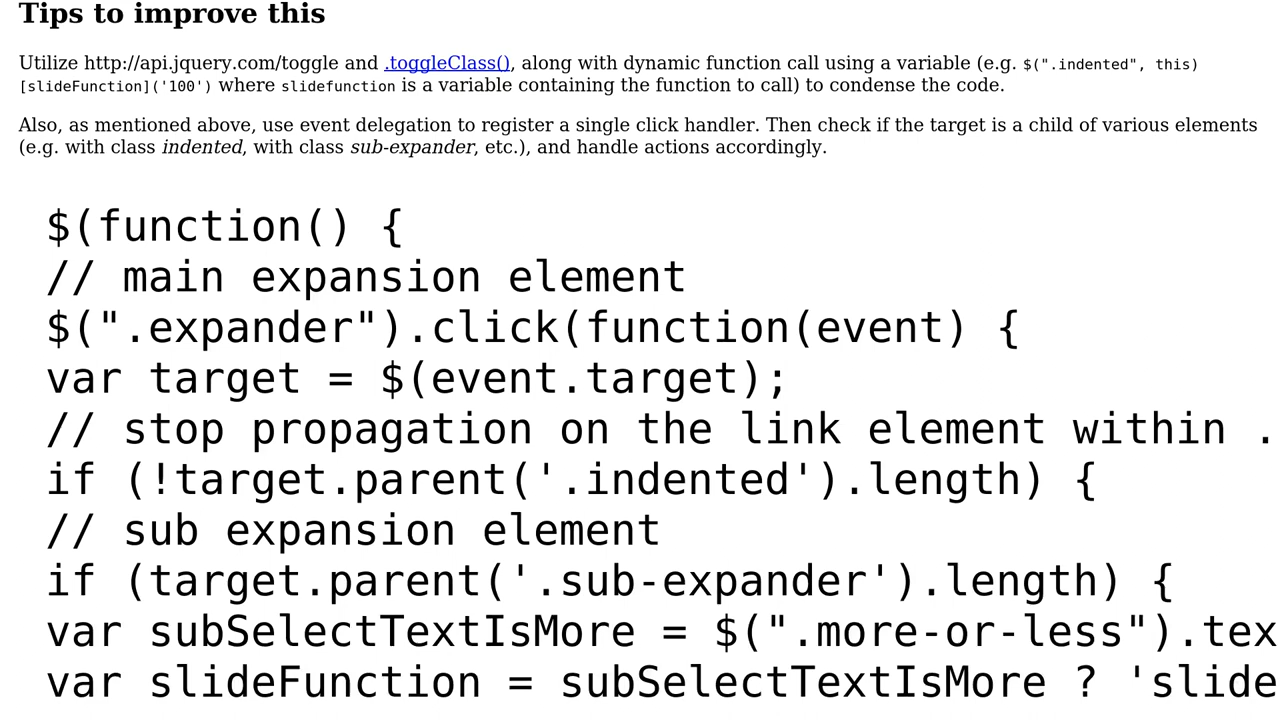 Tips to improve this
Utilize http://api.jquery.com/toggle and .toggleClass(), along with dynamic function call using a variable (e.g. $(".indented", this)
[slideFunction]('100') where slidefunction is a variable containing the function to call) to condense the code.
Also, as mentioned above, use event delegation to register a single click handler. Then check if the target is a child of various elements
(e.g. with class indented, with class sub-expander, etc.), and handle actions accordingly.
$(function() {
// main expansion element
$(".expander").click(function(event) {
var target = $(event.target);
// stop propagation on the link element within .
if (!target.parent('.indented').length) {
// sub expansion element
if (target.parent('.sub-expander').length) {
var subSelectTextIsMore = $(".more-or-less").tex
var slideFunction = subSelectTextIsMore ? 'slide